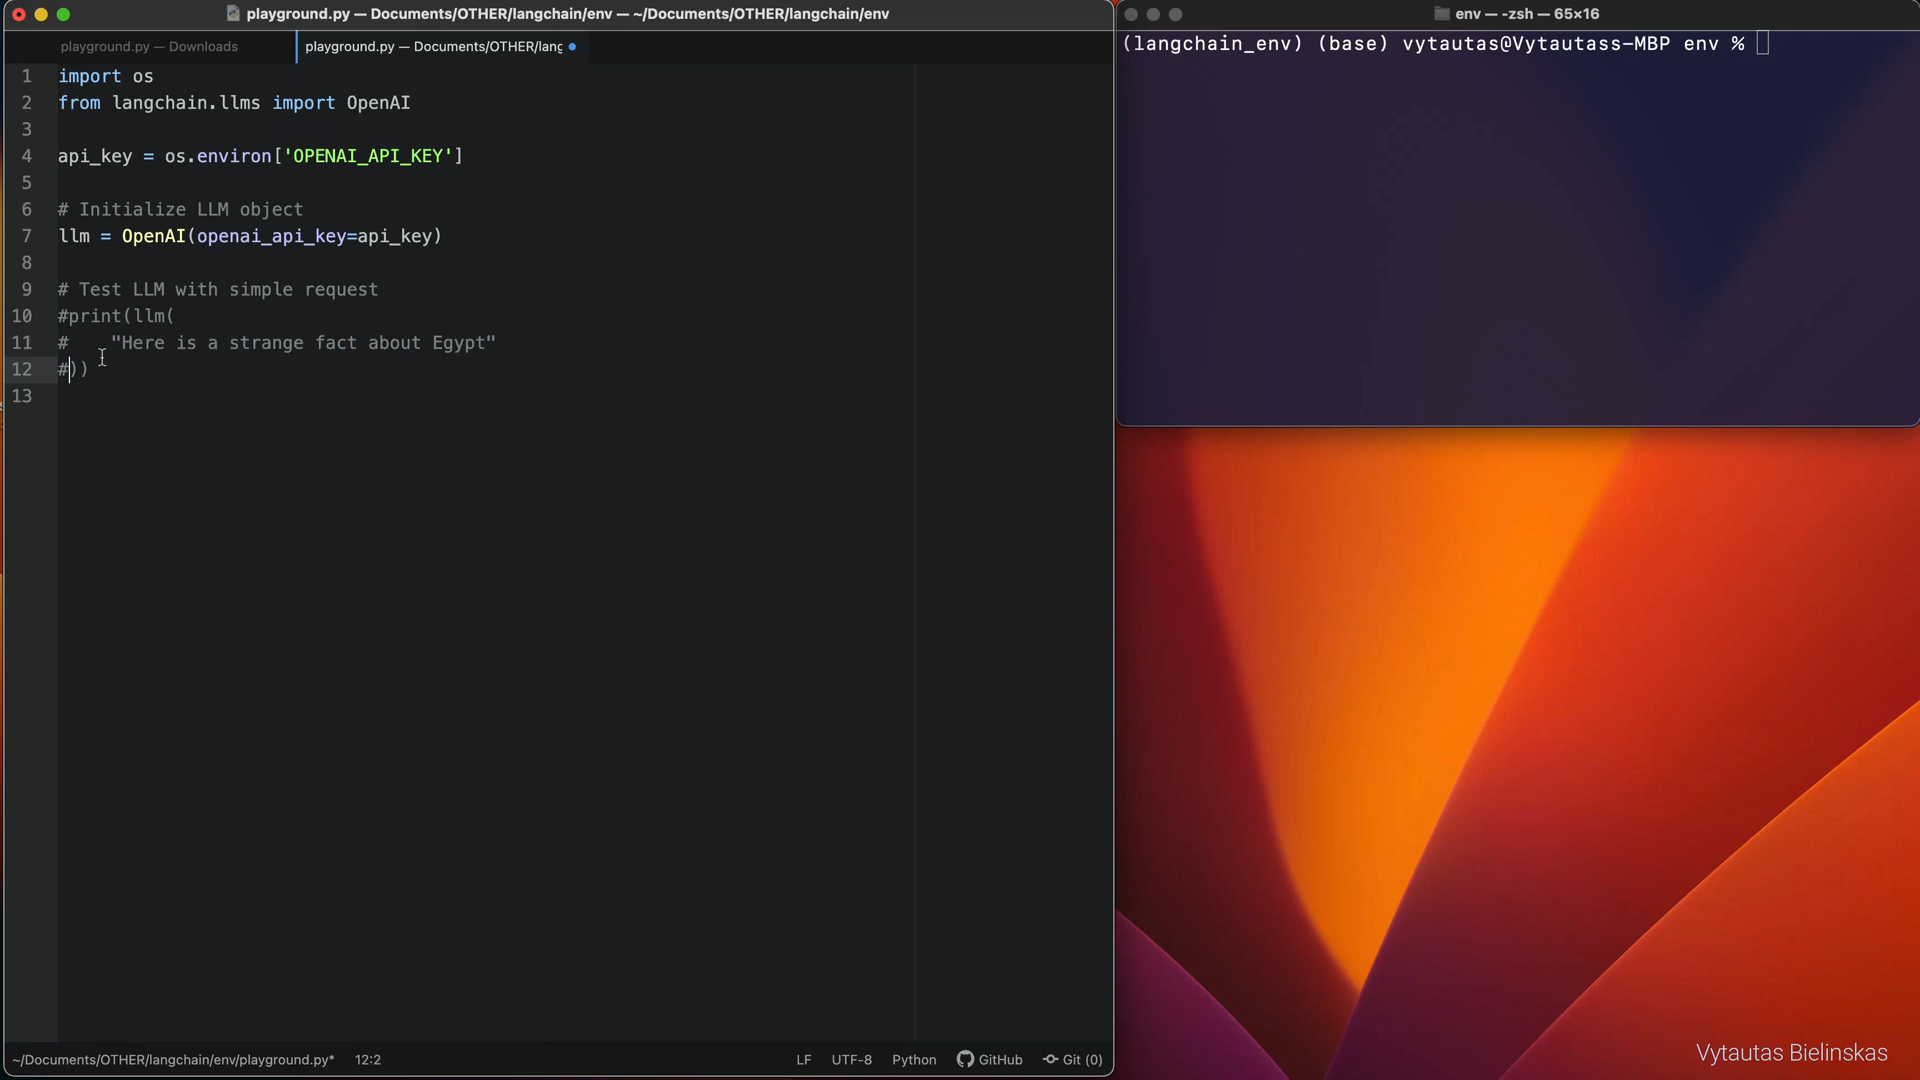 playground.py — Documents/OTHER/langchain/env — ~/Documents/OTHER/langchain/env
playground.py — Downloads
playground.py — Documents/OTHER/lang
1 import os
2 from langchain.llms import OpenAI
3
4 api_key = os.environ['OPENAI_API_KEY']
5
6 # Initialize LLM object
7 llm = OpenAI(openai_api_key=api_key)
8
9 # Test LLM with simple request
10 #print(llm(
11 #    "Here is a strange fact about Egypt"
12 #))
13
~/Documents/OTHER/langchain/env/playground.py* 12:2 LF UTF-8 Python GitHub Git (0)
env — -zsh — 65×16
(langchain_env) (base) vytautas@Vytautass-MBP env %
Vytautas Bielinskas